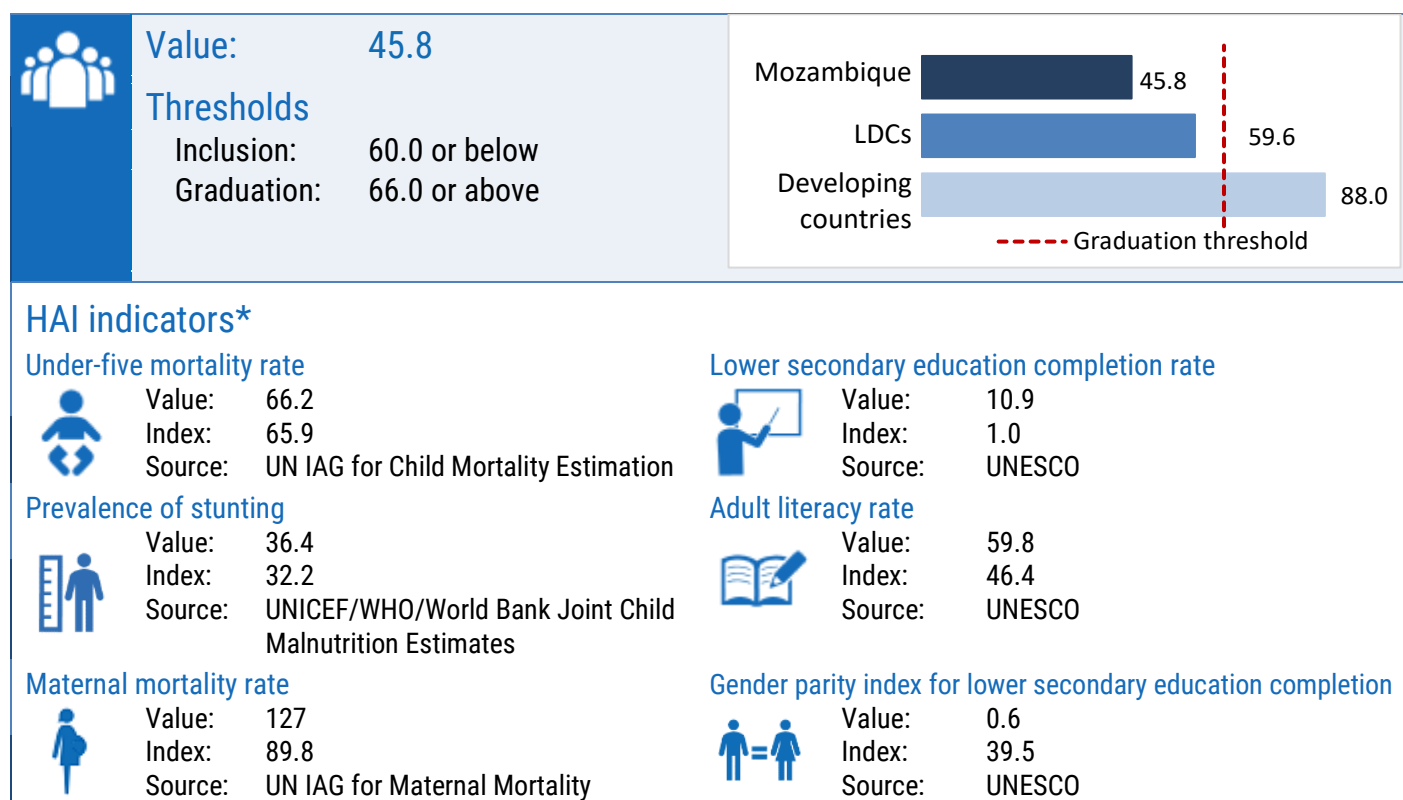 Value: 45.8
Thresholds
Inclusion: 60.0 or below
Graduation: 66.0 or above
Mozambique 45.8
LDCs 59.6
Developing
countries
88.0
Graduation threshold
HAI indicators*
Under-five mortality rate
Value: 66.2
Index: 65.9
Source: UN IAG for Child Mortality Estimation
Prevalence of stunting
Value: 36.4
Index: 32.2
Source: UNICEF/WHO/World Bank Joint Child
Malnutrition Estimates
Maternal mortality rate
Value: 127
Index: 89.8
Source: UN IAG for Maternal Mortality
Lower secondary education completion rate
Value: 10.9
Index: 1.0
Source: UNESCO
Adult literacy rate
Value: 59.8
Index: 46.4
Source: UNESCO
Gender parity index for lower secondary education completion
Value: 0.6
Index: 39.5
Source: UNESCO